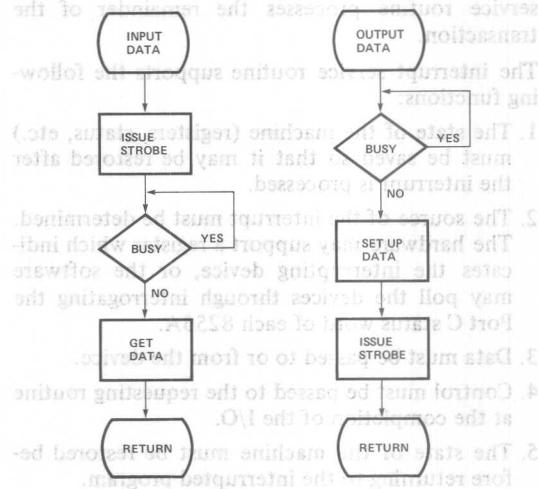 INPUT
DATA
ISSUE
STROBE
BUSY
YES
NO
GET
DATA
RETURN
OUTPUT
DATA
BUSY
YES
NO
SET UP
DATA
ISSUE
STROBE
RETURN
service routine processes the remainder of the
transaction.
The interrupt service routine supports the follow-
ing functions:
1. The state of the machine (registers, status, etc.)
must be saved so that it may be restored after
the interrupt is processed.
2. The source of the interrupt must be determined.
The hardware may support a register which indi-
cates the interrupting device, or the software
may poll the devices through interrogating the
Port C status word of each 8255A.
3. Data must be passed to or from the device.
4. Control must be passed to the requesting routine
at the completion of the I/O.
5. The state of the machine must be restored be-
fore returning to the interrupted program.